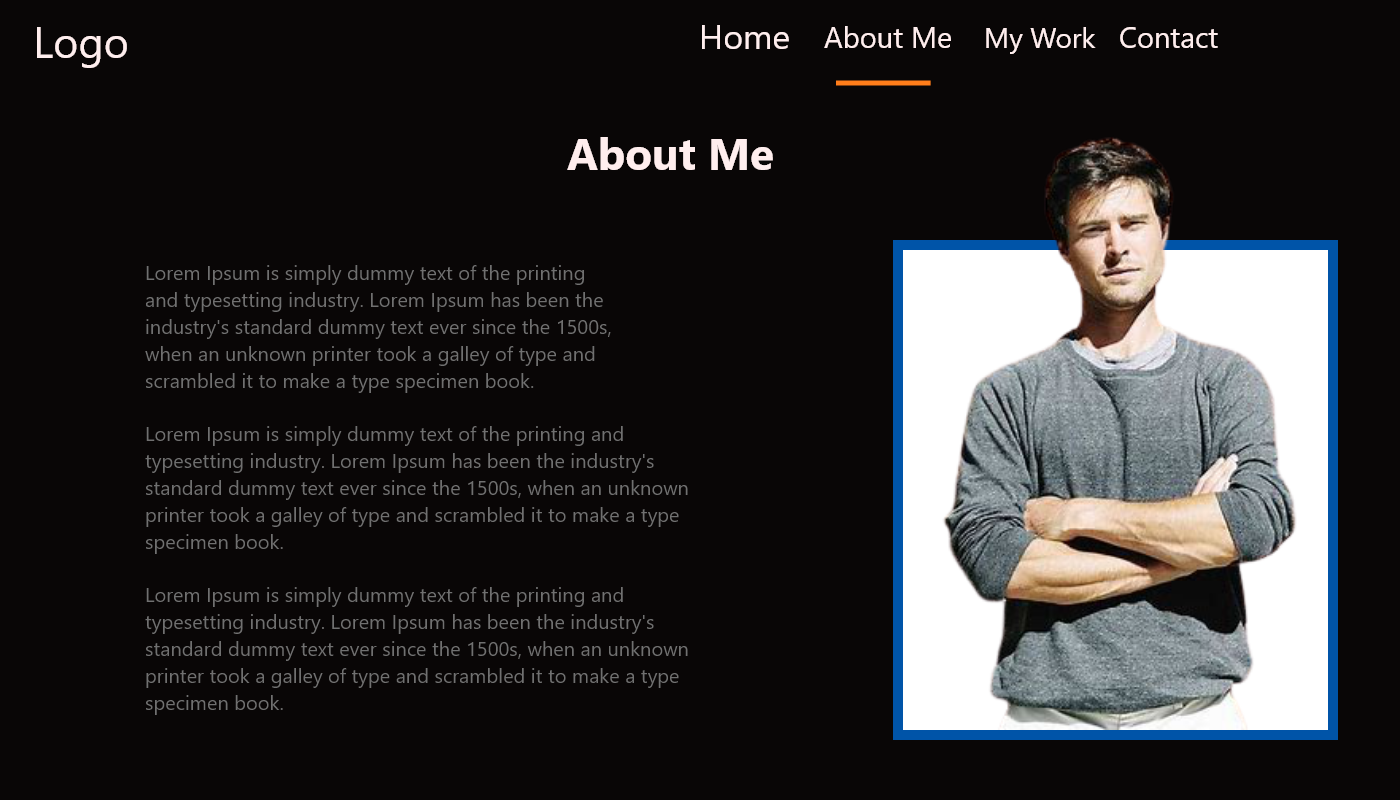 Logo
Home About Me My Work Contact
About Me
Lorem Ipsum is simply dummy text of the printing
and typesetting industry. Lorem Ipsum has been the
industry's standard dummy text ever since the 1500s,
when an unknown printer took a galley of type and
scrambled it to make a type specimen book.
Lorem Ipsum is simply dummy text of the printing and
typesetting industry. Lorem Ipsum has been the industry's
standard dummy text ever since the 1500s, when an unknown
printer took a galley of type and scrambled it to make a type
specimen book.
Lorem Ipsum is simply dummy text of the printing and
typesetting industry. Lorem Ipsum has been the industry's
standard dummy text ever since the 1500s, when an unknown
printer took a galley of type and scrambled it to make a type
specimen book.